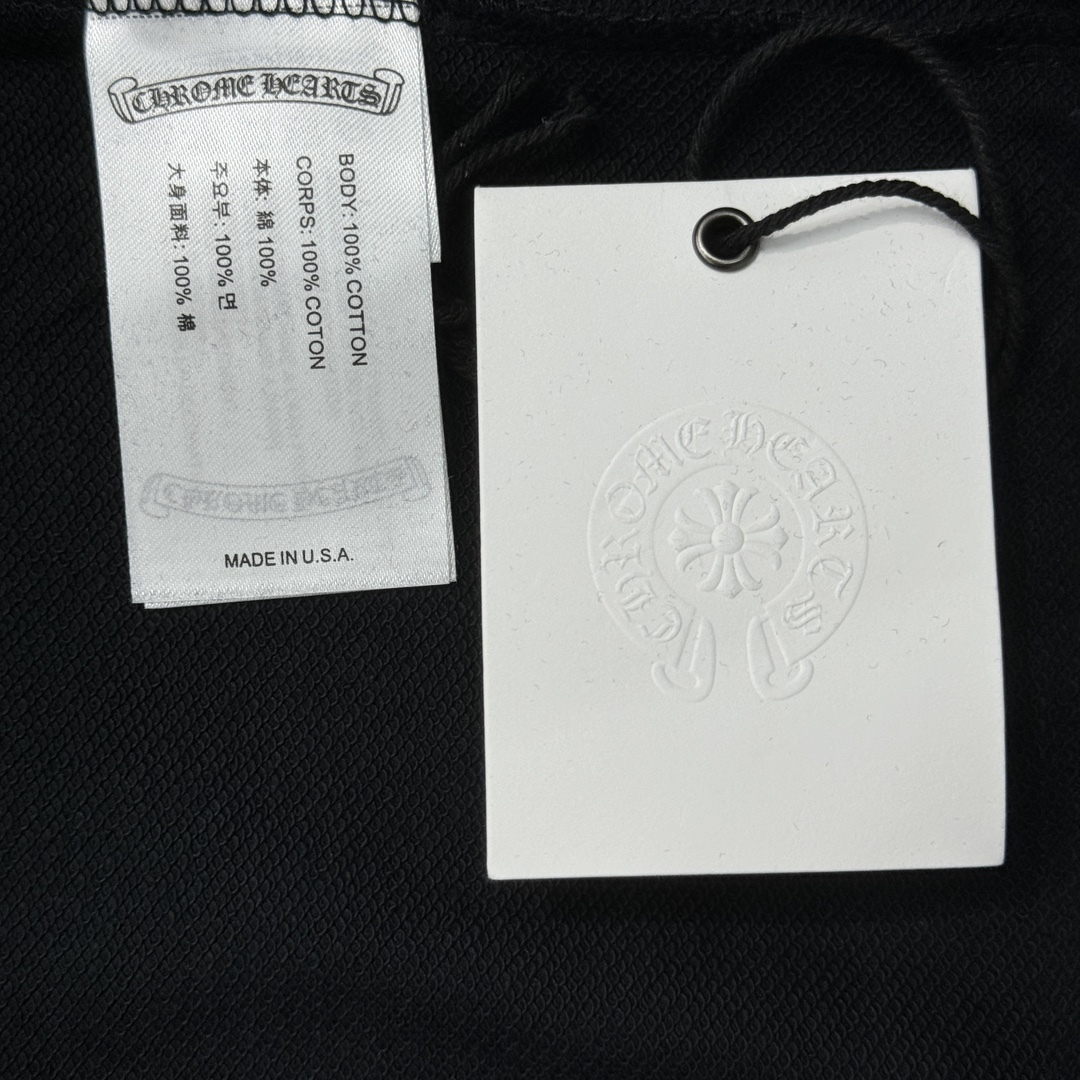 CHROME HEARTS
BODY: 100% COTTON
CORPS: 100% COTON
本体: 綿 100%
주요부: 100% 면
大身面料: 100% 棉
MADE IN U.S.A.
CHROME HEARTS